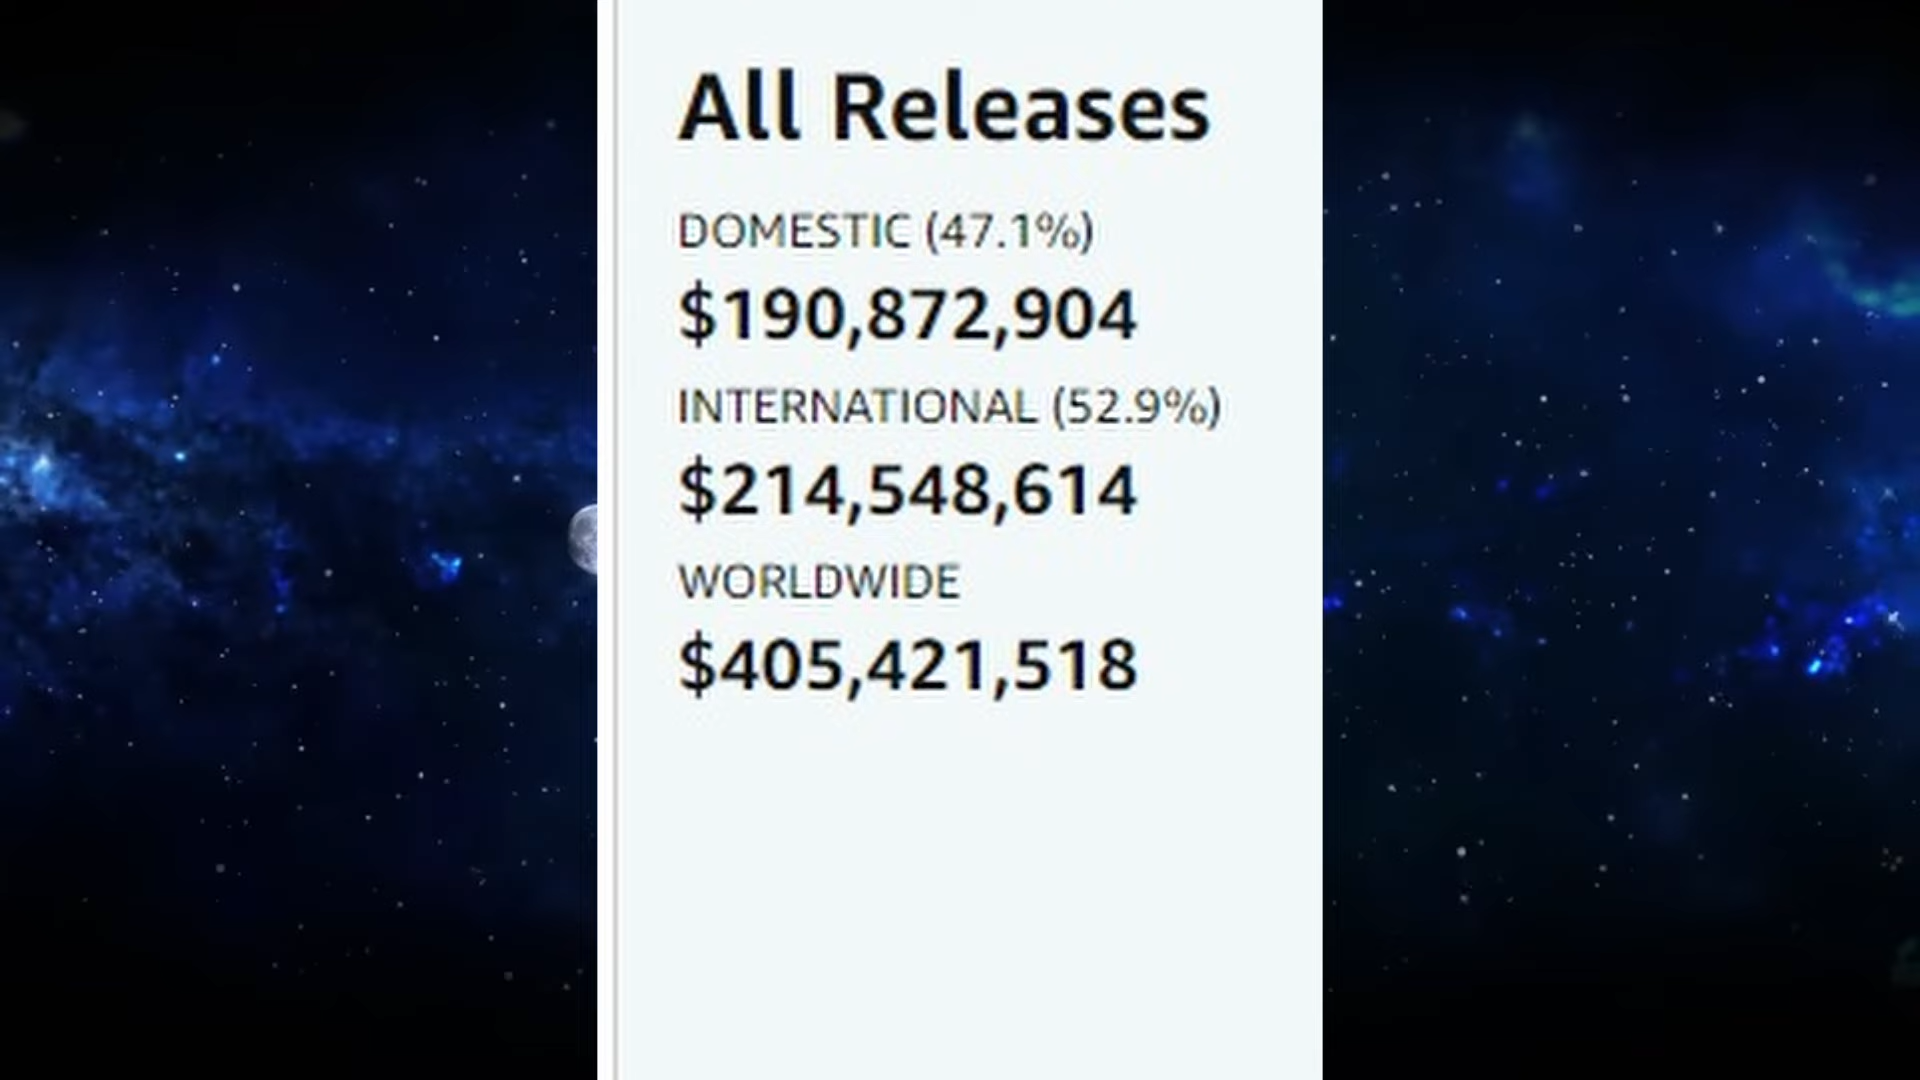 All Releases
DOMESTIC (47.1%)
$190,872,904
INTERNATIONAL (52.9%)
$214,548,614
WORLDWIDE
$405,421,518